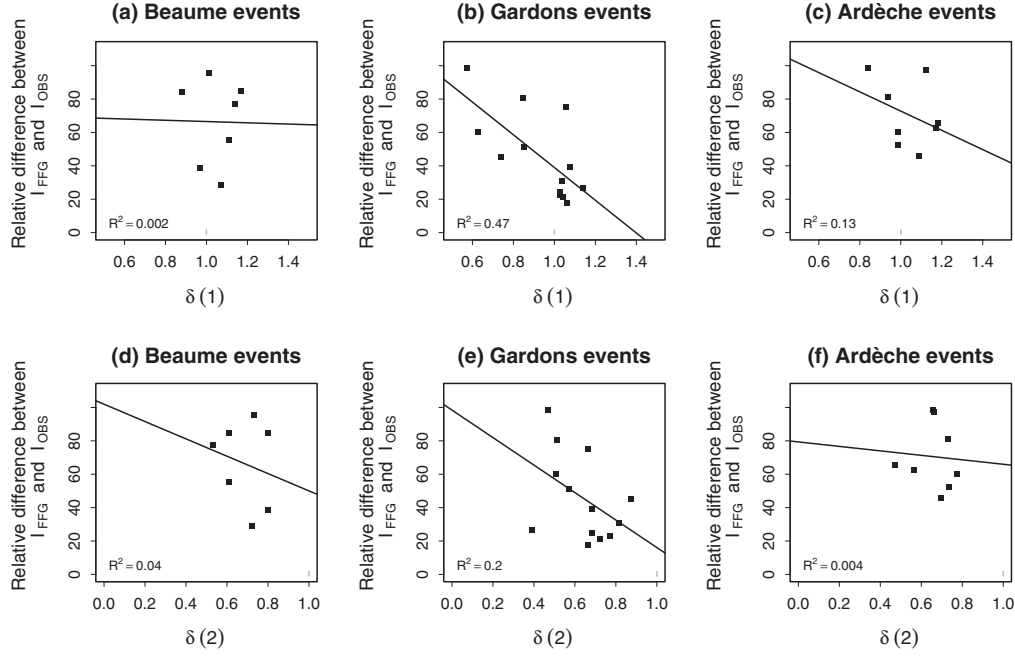 (a) Beaume events
Relative difference between
I FFG and I OBS
0 20 40 60 80
R² = 0.002
0.6 0.8 1.0 1.2 1.4
δ (1)
(b) Gardons events
Relative difference between
I FFG and I OBS
0 20 40 60 80
R² = 0.47
0.6 0.8 1.0 1.2 1.4
δ (1)
(c) Ardèche events
Relative difference between
I FFG and I OBS
0 20 40 60 80
R² = 0.13
0.6 0.8 1.0 1.2 1.4
δ (1)
(d) Beaume events
Relative difference between
I FFG and I OBS
0 20 40 60 80
R² = 0.04
0.0 0.2 0.4 0.6 0.8 1.0
δ (2)
(e) Gardons events
Relative difference between
I FFG and I OBS
0 20 40 60 80
R² = 0.2
0.0 0.2 0.4 0.6 0.8 1.0
δ (2)
(f) Ardèche events
Relative difference between
I FFG and I OBS
0 20 40 60 80
R² = 0.004
0.0 0.2 0.4 0.6 0.8 1.0
δ (2)